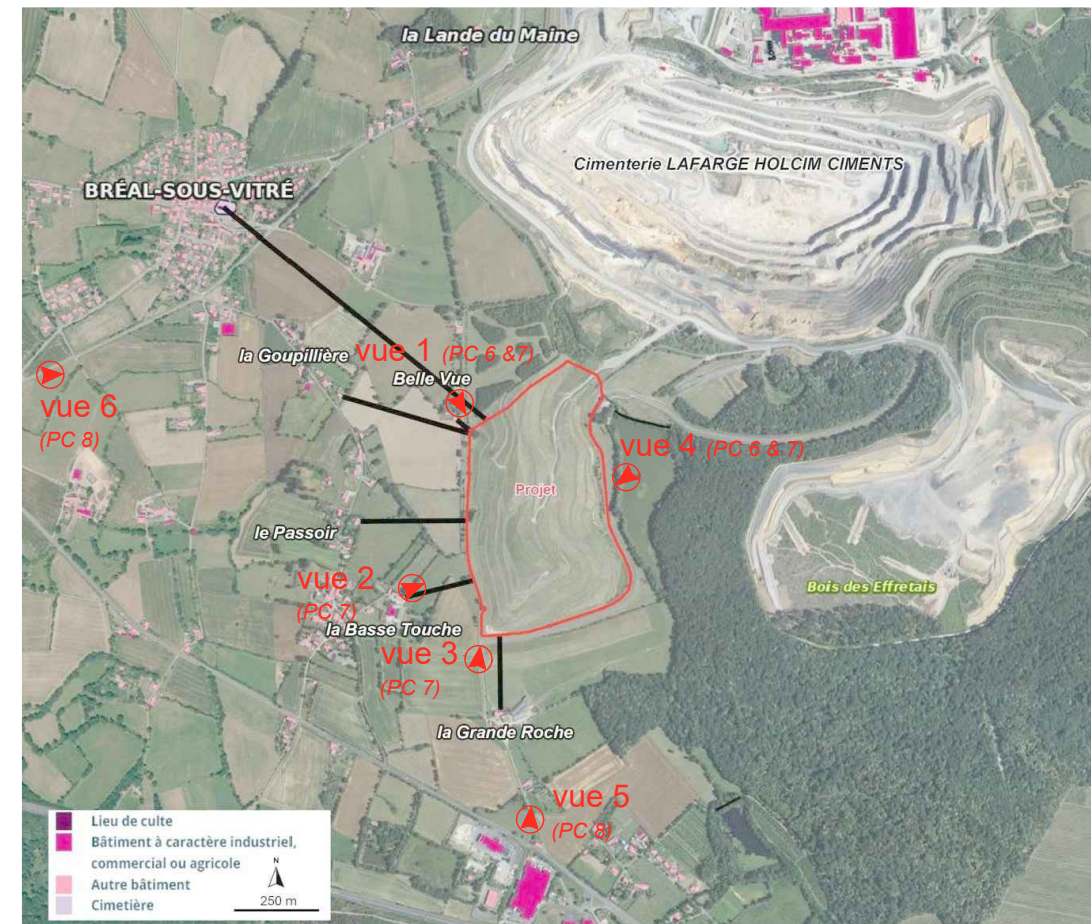 la Lande du Maine
Cimenterie LAFARGE HOLCIM CIMENTS
BRÉAL-SOUS-VITRÉ
la Goupillière
vue 1 (PC 6 &7)
Belle Vue
vue 6
(PC 8)
vue 4 (PC 6 & 7)
Projet
le Passoir
vue 2
(PC 7)
Bois des Effretais
la Basse Touche
vue 3
(PC 7)
la Grande Roche
vue 5
(PC 8)
Lieu de culte
Bâtiment à caractère industriel,
commercial ou agricole
Autre bâtiment
Cimetière
N
250 m